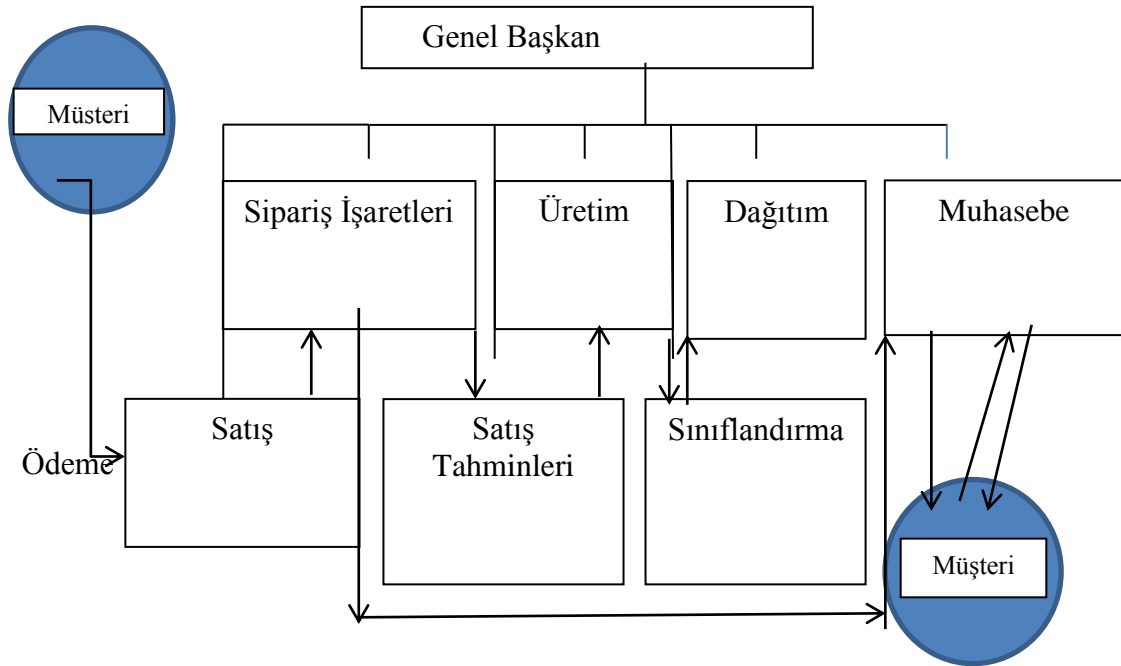 Genel Başkan
Müsteri
Sipariş İşaretleri
Üretim
Dağıtım
Muhasebe
Satış
Satış
Tahminleri
Sınıflandırma
Ödeme
Müşteri